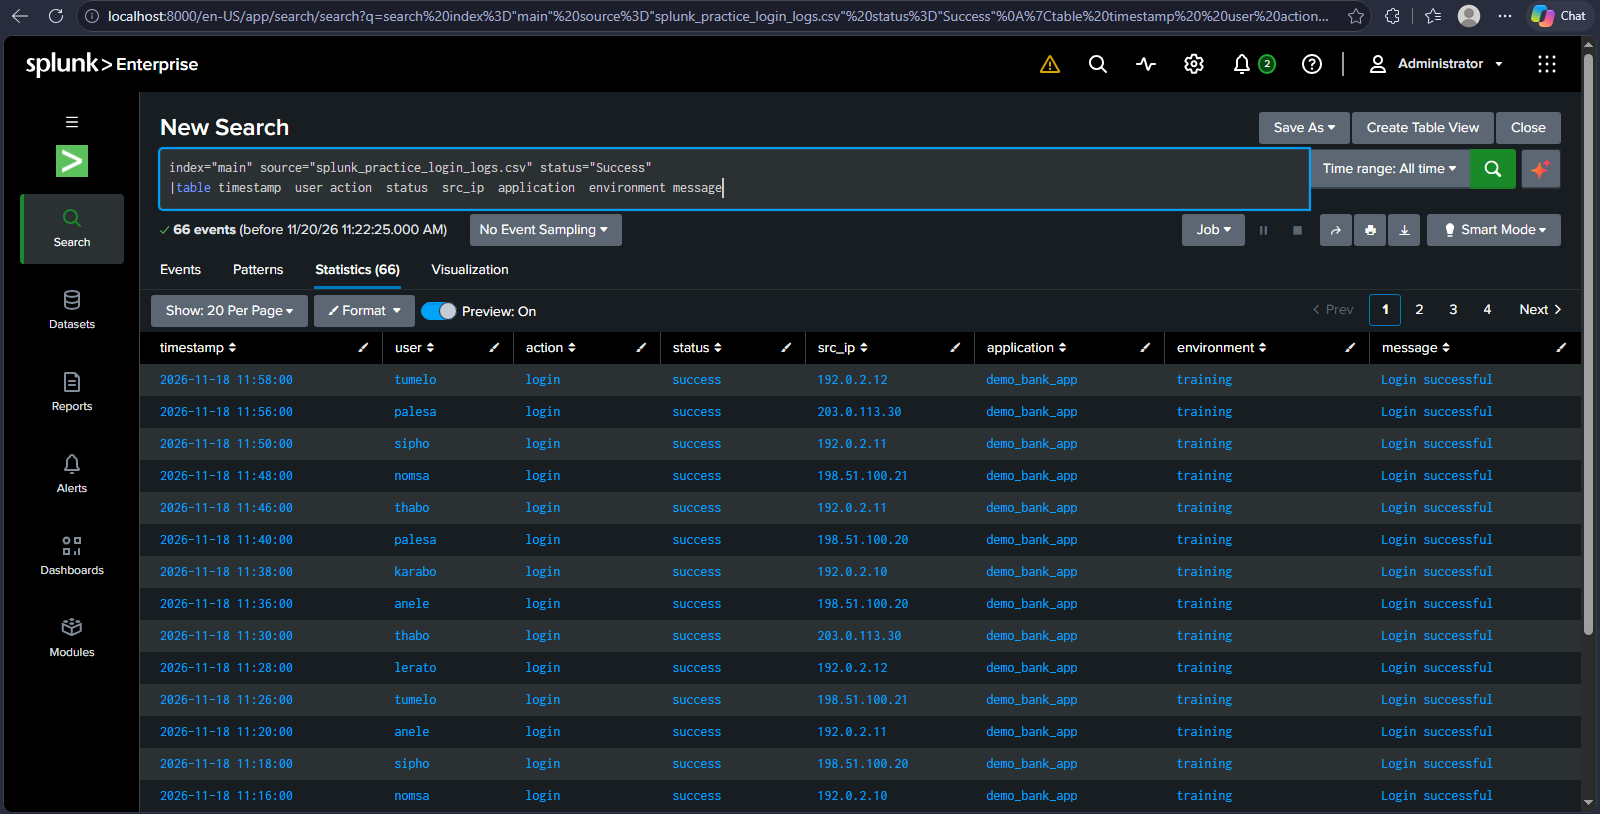 localhost:8000/en-US/app/search/search?q=search%20index%3D"main"%20source%3D"splunk_practice_login_logs.csv"%20status%3D"Success"%0A%7Ctable%20timestamp%20%20user%20action...
Chat
splunk>Enterprise
2
Administrator
New Search
Save As
Create Table View
Close
index="main" source="splunk_practice_login_logs.csv" status="Success"
|table timestamp  user action  status  src_ip  application  environment message
Time range: All time
66 events (before 11/20/26 11:22:25.000 AM)
No Event Sampling
Job
Smart Mode
Search
Datasets
Reports
Alerts
Dashboards
Modules
Events Patterns Statistics (66) Visualization
Show: 20 Per Page
Format
Preview: On
Prev 1 2 3 4 Next
timestamp user action status src_ip application environment message
2026-11-18 11:58:00 tumelo login success 192.0.2.12 demo_bank_app training Login successful
2026-11-18 11:56:00 palesa login success 203.0.113.30 demo_bank_app training Login successful
2026-11-18 11:50:00 sipho login success 192.0.2.11 demo_bank_app training Login successful
2026-11-18 11:48:00 nomsa login success 198.51.100.21 demo_bank_app training Login successful
2026-11-18 11:46:00 thabo login success 192.0.2.11 demo_bank_app training Login successful
2026-11-18 11:40:00 palesa login success 198.51.100.20 demo_bank_app training Login successful
2026-11-18 11:38:00 karabo login success 192.0.2.10 demo_bank_app training Login successful
2026-11-18 11:36:00 anele login success 198.51.100.20 demo_bank_app training Login successful
2026-11-18 11:30:00 thabo login success 203.0.113.30 demo_bank_app training Login successful
2026-11-18 11:28:00 lerato login success 192.0.2.12 demo_bank_app training Login successful
2026-11-18 11:26:00 tumelo login success 198.51.100.21 demo_bank_app training Login successful
2026-11-18 11:20:00 anele login success 192.0.2.11 demo_bank_app training Login successful
2026-11-18 11:18:00 sipho login success 198.51.100.20 demo_bank_app training Login successful
2026-11-18 11:16:00 nomsa login success 192.0.2.10 demo_bank_app training Login successful